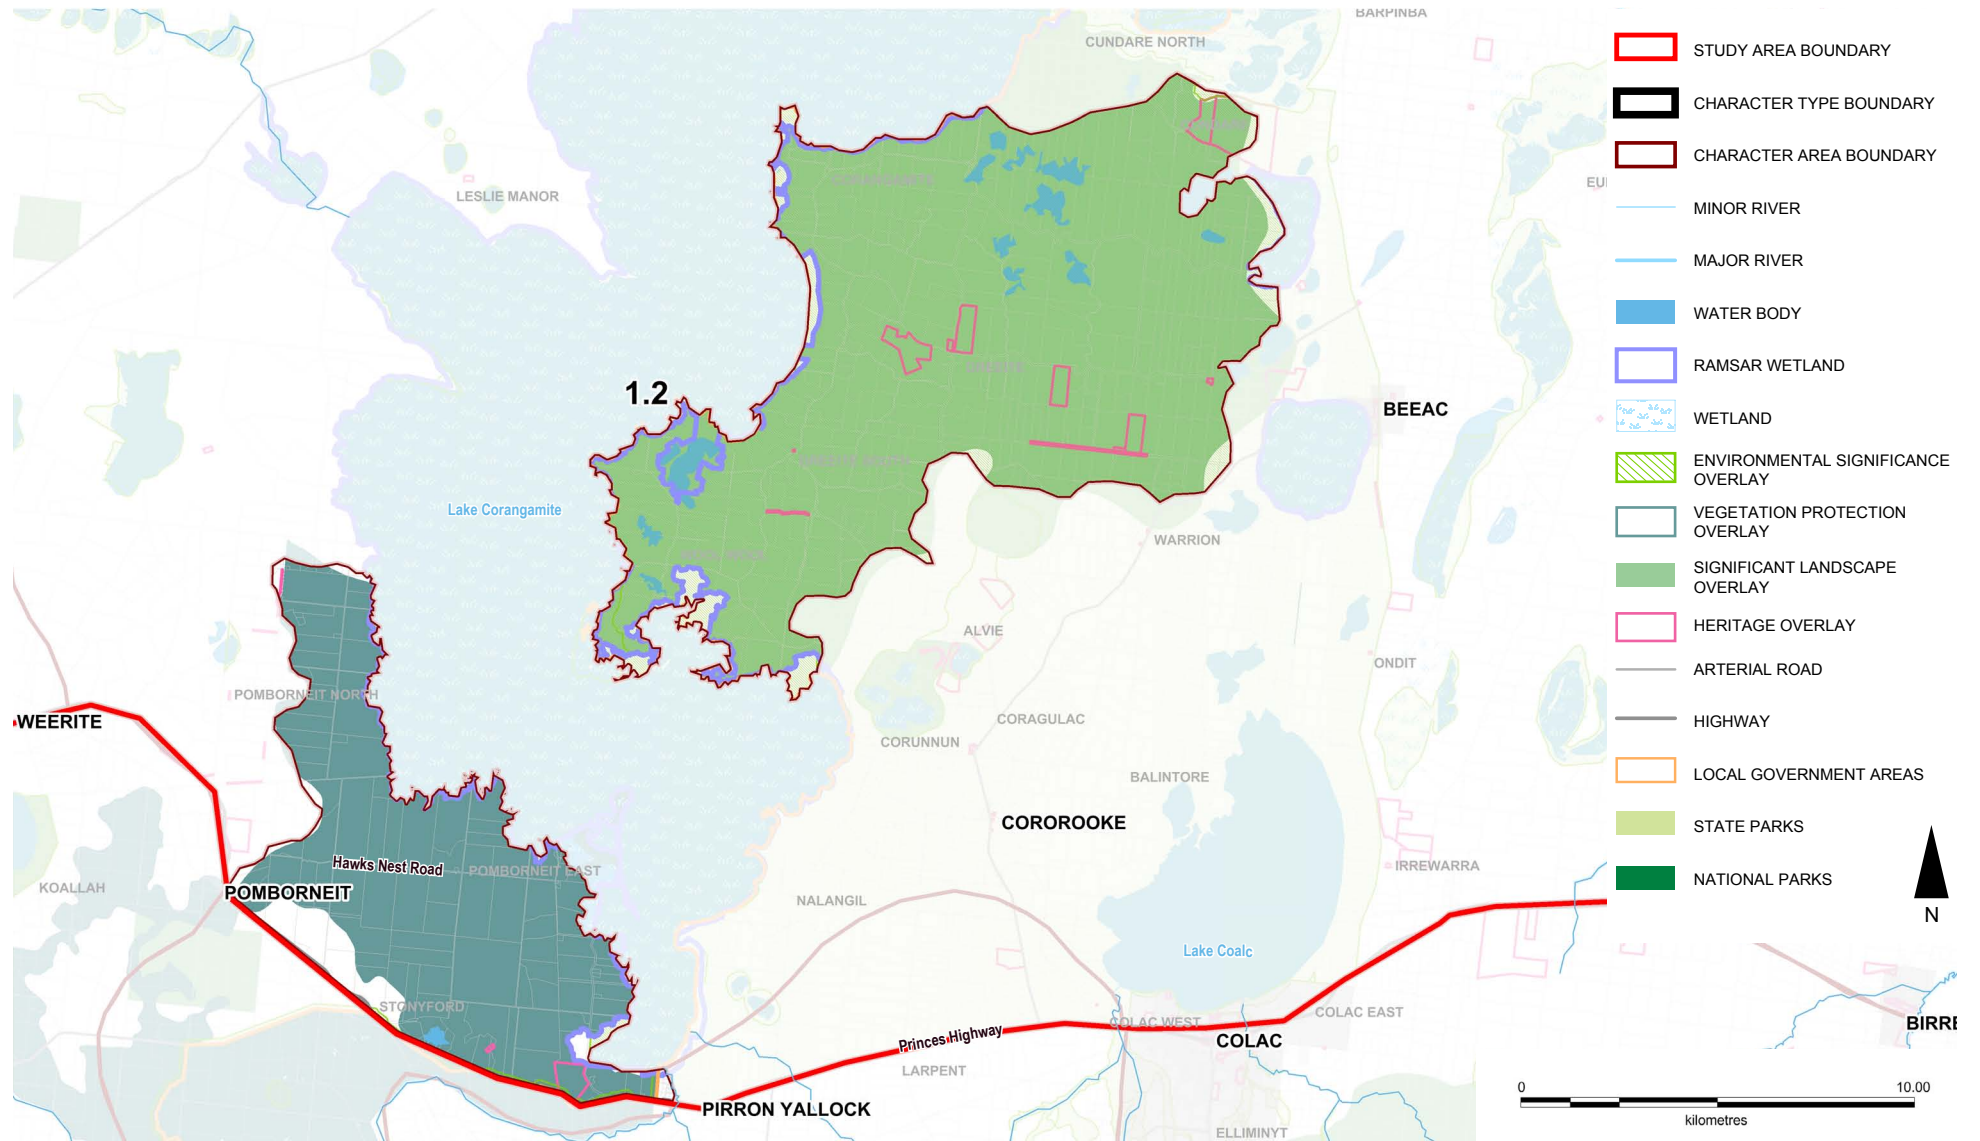 BARPINBA
CUNDARE NORTH
LESLIE MANOR
EUI
1.2
BEEAC
Lake Corangamite
WARRION
ALVIE
ONDIT
POMBORNEIT NORTH
WEERITE
CORAGULAC
CORUNNUN
BALINTORE
COROROOKE
Hawks Nest Road
POMBORNEIT EAST
IRREWARRA
KOALLAH
POMBORNEIT
NALANGIL
Lake Coalc
STONYFORD
COLAC EAST
COLAC WEST
BIRRE
Princes Highway
COLAC
LARPENT
PIRRON YALLOCK
ELLIMINYT
STUDY AREA BOUNDARY
CHARACTER TYPE BOUNDARY
CHARACTER AREA BOUNDARY
MINOR RIVER
MAJOR RIVER
WATER BODY
RAMSAR WETLAND
WETLAND
ENVIRONMENTAL SIGNIFICANCE
OVERLAY
VEGETATION PROTECTION
OVERLAY
SIGNIFICANT LANDSCAPE
OVERLAY
HERITAGE OVERLAY
ARTERIAL ROAD
HIGHWAY
LOCAL GOVERNMENT AREAS
STATE PARKS
NATIONAL PARKS
N
0 10.00
kilometres